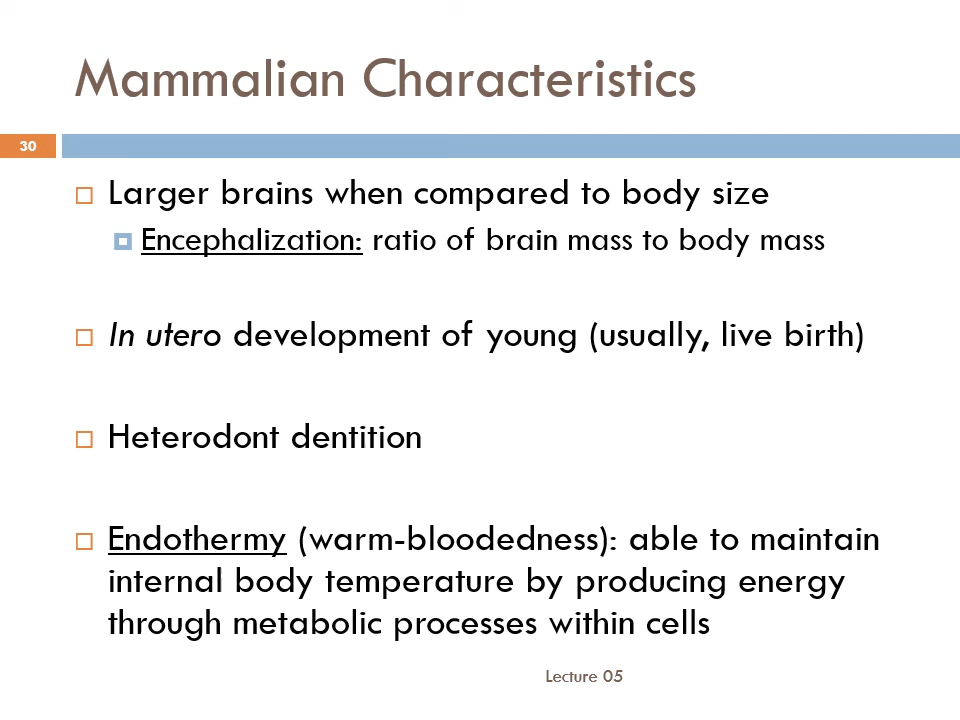 Mammalian Characteristics
30
Larger brains when compared to body size
Encephalization: ratio of brain mass to body mass
In utero development of young (usually, live birth)
Heterodont dentition
Endothermy (warm-bloodedness): able to maintain
internal body temperature by producing energy
through metabolic processes within cells
Lecture 05